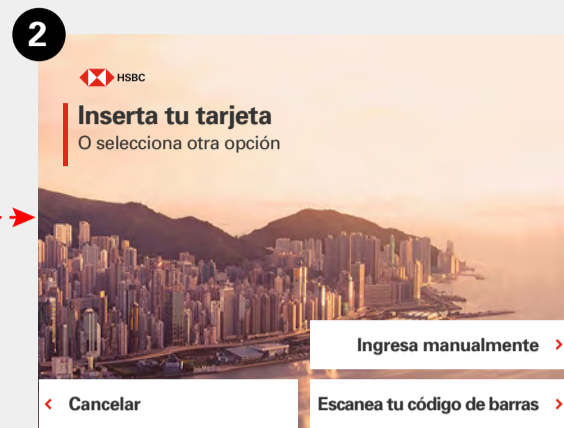 2
HSBC
Inserta tu tarjeta
O selecciona otra opción
Ingresa manualmente
Cancelar
Escanea tu código de barras